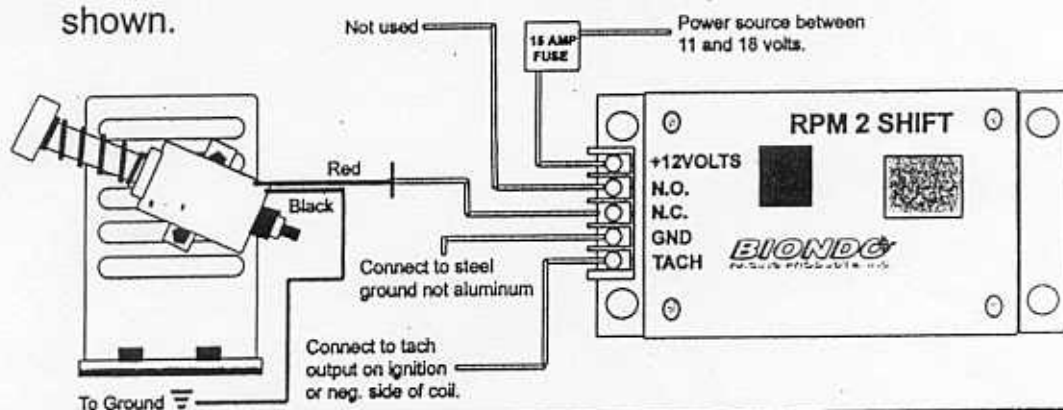 shown.
Not used
15 AMP
FUSE
Power source between
11 and 18 volts.
RPM 2 SHIFT
+12VOLTS
N.O.
N.C.
GND
TACH
BIONDO
Red
Black
Connect to steel
ground not aluminum
Connect to tach
output on ignition
or neg. side of coil.
To Ground